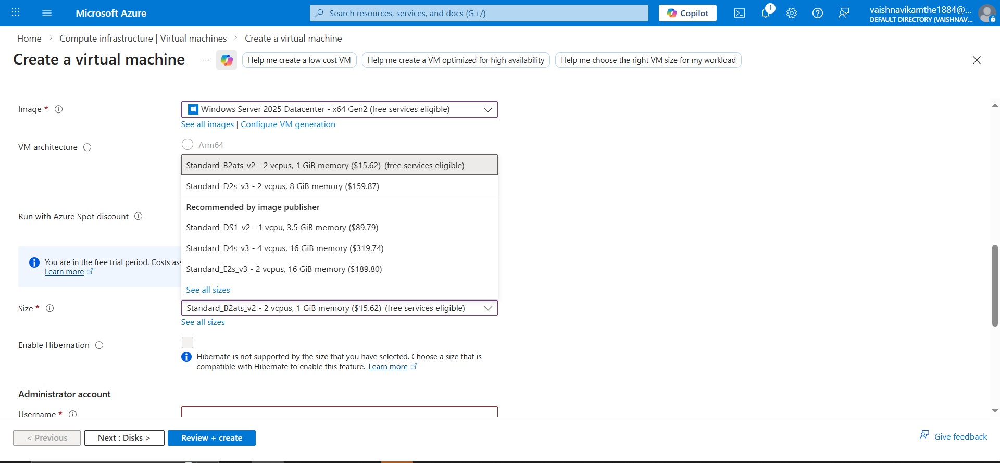 Microsoft Azure
Search resources, services, and docs (G+/)
Copilot
1
vaishnavikamthe1884@...
DEFAULT DIRECTORY (VAISHNAV...
Home > Compute infrastructure | Virtual machines > Create a virtual machine
Create a virtual machine
...
Help me create a low cost VM
Help me create a VM optimized for high availability
Help me choose the right VM size for my workload
Image *
Windows Server 2025 Datacenter - x64 Gen2 (free services eligible)
See all images | Configure VM generation
VM architecture
Arm64
Standard_B2ats_v2 - 2 vcpus, 1 GiB memory ($15.62) (free services eligible)
Standard_D2s_v3 - 2 vcpus, 8 GiB memory ($159.87)
Recommended by image publisher
Run with Azure Spot discount
Standard_DS1_v2 - 1 vcpu, 3.5 GiB memory ($89.79)
Standard_D4s_v3 - 4 vcpus, 16 GiB memory ($319.74)
You are in the free trial period. Costs ass
Learn more
Standard_E2s_v3 - 2 vcpus, 16 GiB memory ($189.80)
See all sizes
Size *
Standard_B2ats_v2 - 2 vcpus, 1 GiB memory ($15.62) (free services eligible)
See all sizes
Enable Hibernation
Hibernate is not supported by the size that you have selected. Choose a size that is
compatible with Hibernate to enable this feature. Learn more
Administrator account
Username *
< Previous
Next : Disks >
Review + create
Give feedback